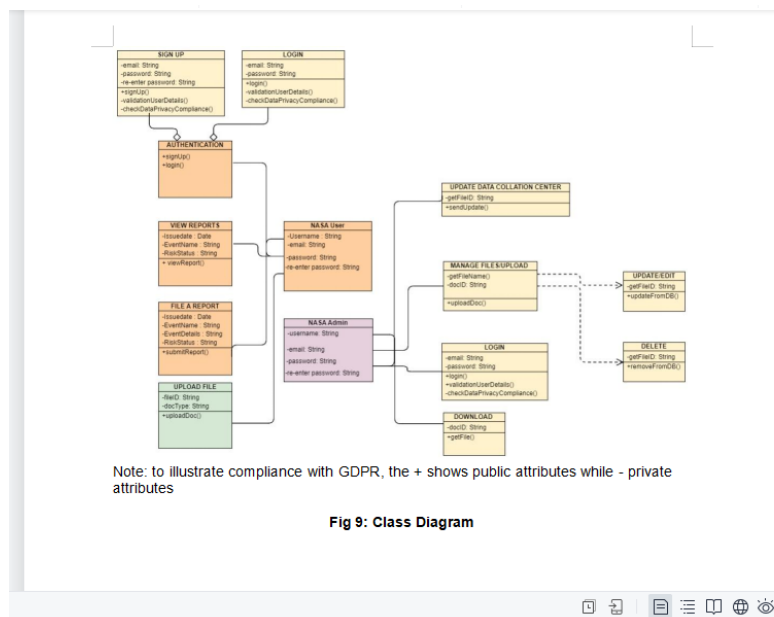 SIGN UP
-email: String
-password: String
-re-enter password: String
+signUp()
-validationUserDetails()
-checkDataPrivacyCompliance()
LOGIN
-email: String
-password: String
+login()
-validationUserDetails()
-checkDataPrivacyCompliance()
AUTHENTICATION
+signUp()
+login()
VIEW REPORTS
-Issuedate : Date
-EventName : String
-RiskStatus : String
+ viewReport()
NASA User
-Username : String
-email: String
-password: String
-re-enter password: String
FILE A REPORT
-Issuedate : Date
-EventName : String
-EventDetails : String
-RiskStatus : String
+submitReport()
NASA Admin
-username: String
-email: String
-password: String
-re-enter password: String
UPLOAD FILE
-fileID: String
-docType: String
+uploadDoc()
UPDATE DATA COLLATION CENTER
-getFileID: String
+sendUpdate()
MANAGE FILES/UPLOAD
-getFileName()
-docID: String
+uploadDoc()
UPDATE/EDIT
-getFileID: String
+updateFromDB()
DELETE
-getFileID: String
+removeFromDB()
LOGIN
-email: String
-password: String
+login()
+validationUserDetails()
-checkDataPrivacyCompliance()
DOWNLOAD
-docID: String
+getFile()
Note: to illustrate compliance with GDPR, the + shows public attributes while - private
attributes
Fig 9: Class Diagram